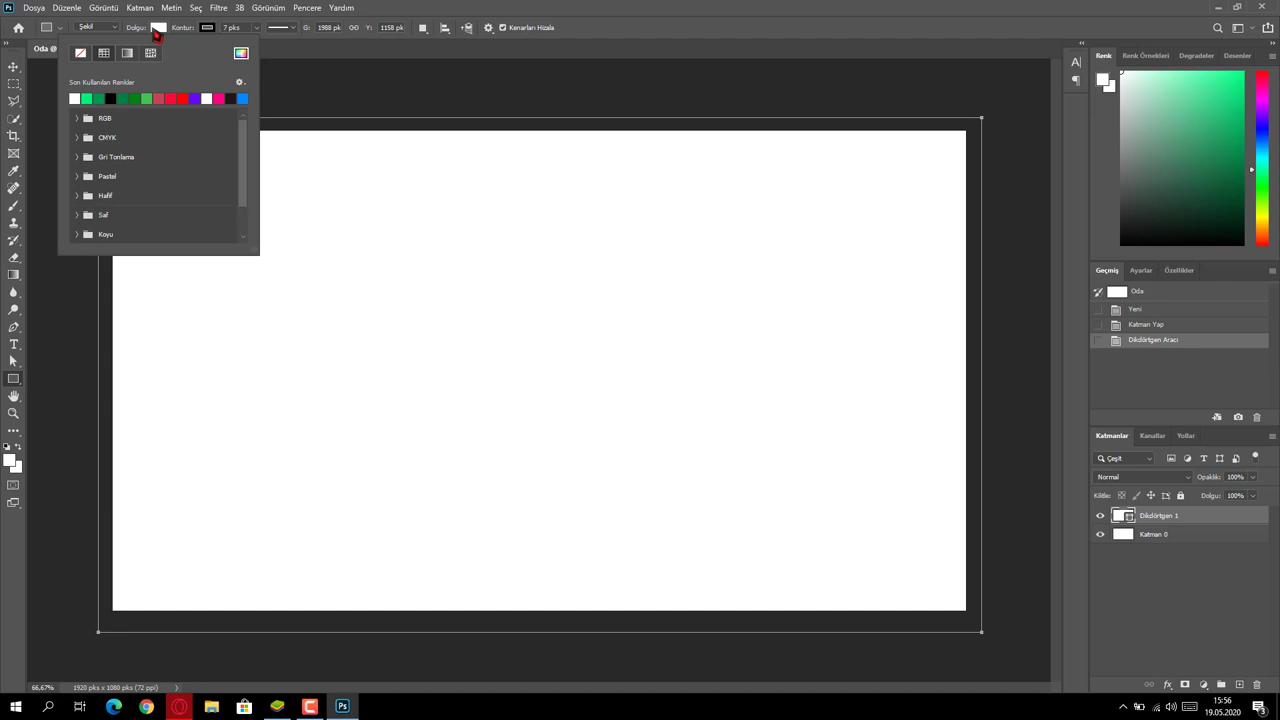 Dosya Düzenle Görüntü Katman Metin Seç Filtre 3B Görünüm Pencere Yardım
Şekil Dolgu: Kontur: 7 pks G: 1988 pk Y: 1158 pk Kenarları Hizala
Oda @
Son Kullanılan Renkler
RGB
CMYK
Gri Tonlama
Pastel
Hafif
Saf
Koyu
Renk Renk Örnekleri Degradeler Desenler
Geçmiş Ayarlar Özellikler
Oda
Yeni
Katman Yap
Dikdörtgen Aracı
Katmanlar Kanallar Yollar
Çeşit
Normal Opaklık: 100%
Kilitle: Dolgu: 100%
Dikdörtgen 1
Katman 0
66,67% 1920 pks x 1080 pks (72 ppi)
Ps
15:56
19.05.2020
3